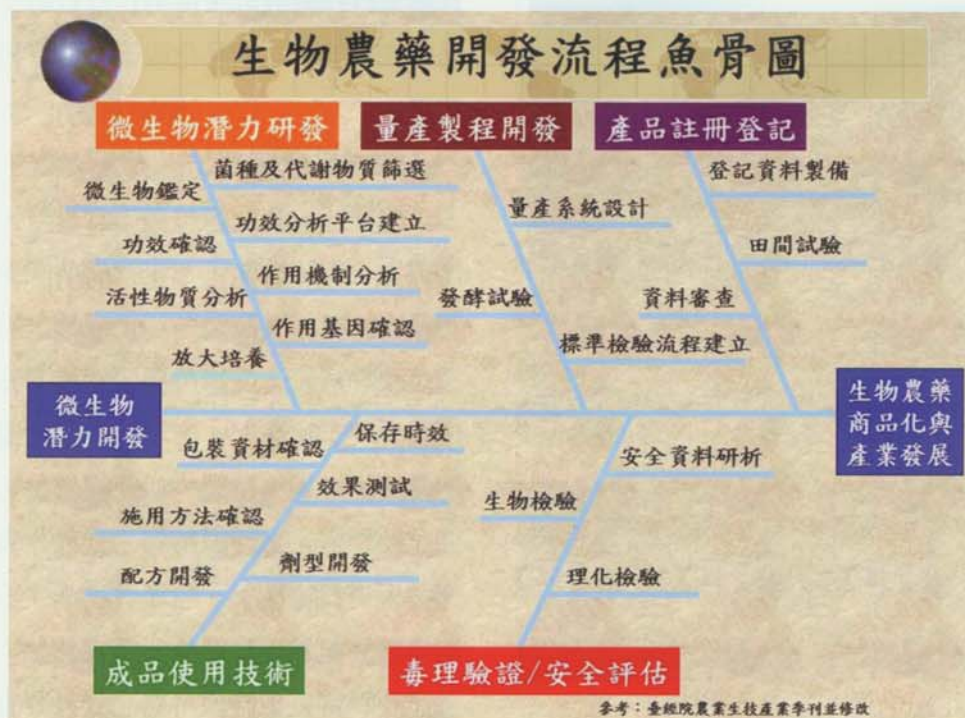 生物農藥開發流程魚骨圖
微生物潛力研發
量產製程開發
產品註冊登記
菌種及代謝物質篩選
微生物鑑定
功效分析平台建立
功效確認
作用機制分析
活性物質分析
作用基因確認
放大培養
量產系統設計
發酵試驗
標準檢驗流程建立
登記資料製備
田間試驗
資料審查
微生物
潛力開發
生物農藥
商品化與
產業發展
保存時效
包裝資材確認
效果測試
施用方法確認
劑型開發
配方開發
安全資料研析
生物檢驗
理化檢驗
成品使用技術
毒理驗證/安全評估
參考：臺經院農業生技產業季刊並修改